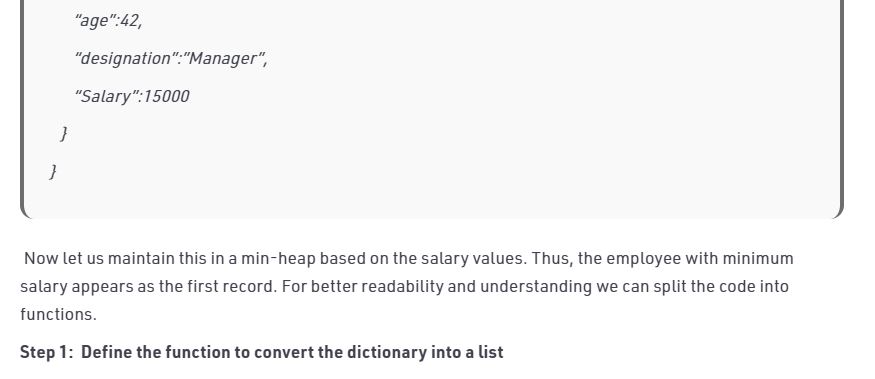 “age”:42,
“designation”:”Manager”,
“Salary”:15000
}
}
Now let us maintain this in a min-heap based on the salary values. Thus, the employee with minimum
salary appears as the first record. For better readability and understanding we can split the code into
functions.
Step 1:  Define the function to convert the dictionary into a list